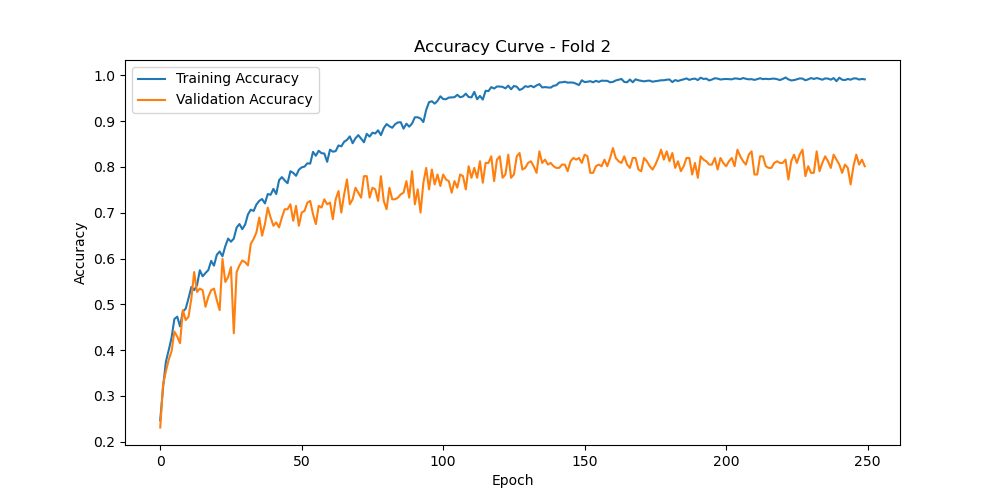 Accuracy Curve - Fold 2
Training Accuracy
Validation Accuracy
1.0
0.9
0.8
0.7
0.6
0.5
0.4
0.3
0.2
Accuracy
0 50 100 150 200 250
Epoch